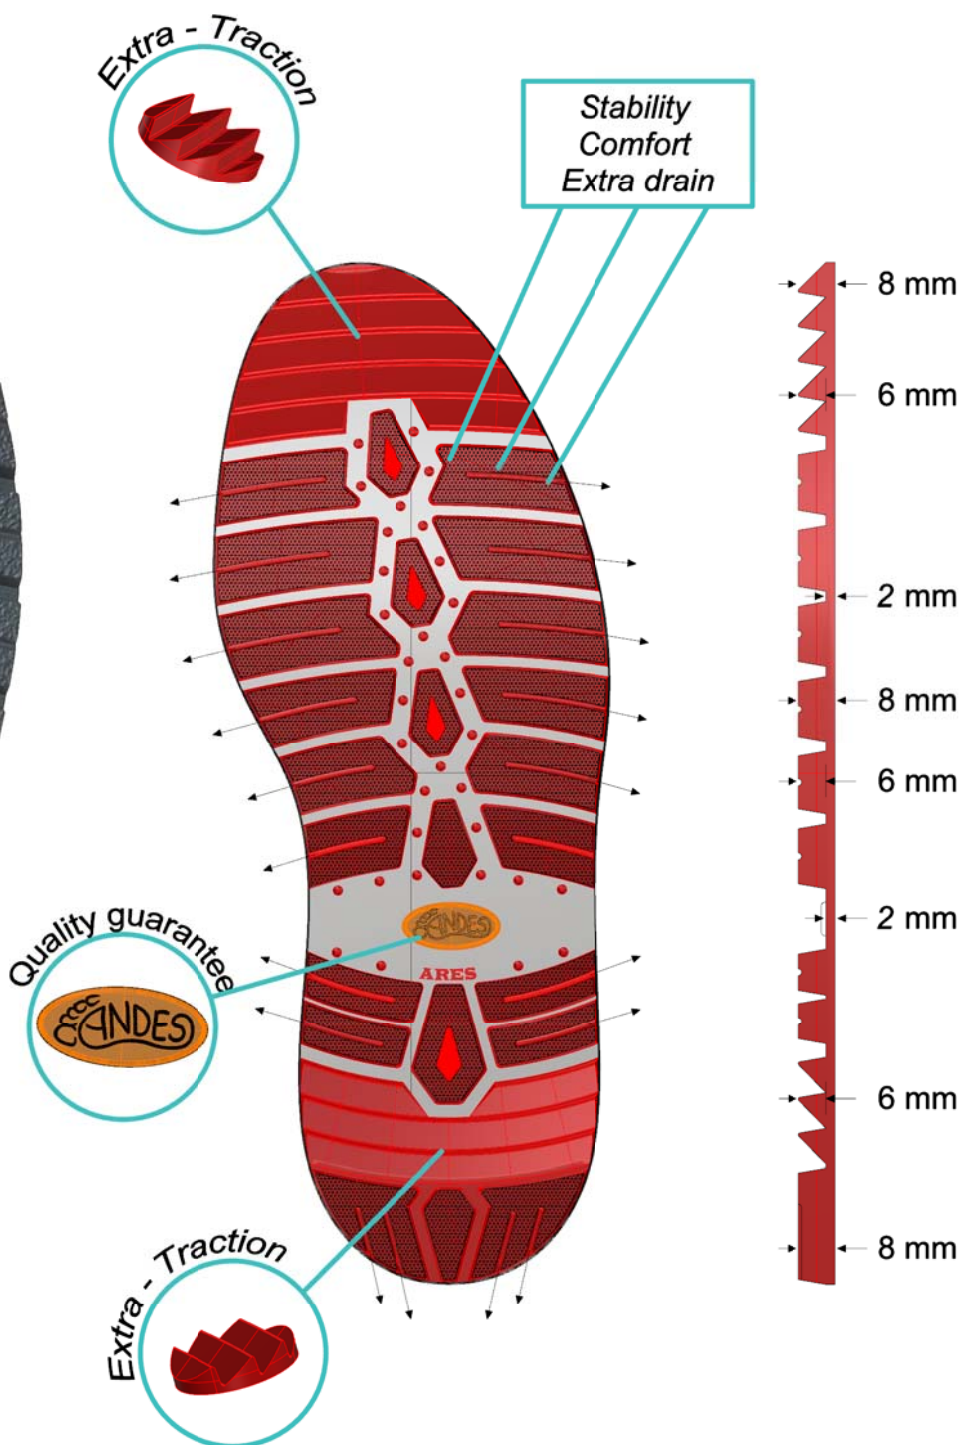 Extra - Traction
Stability
Comfort
Extra drain
8 mm
6 mm
2 mm
8 mm
6 mm
2 mm
ANDES
ARES
Quality guarantee
ANDES
6 mm
8 mm
Extra - Traction